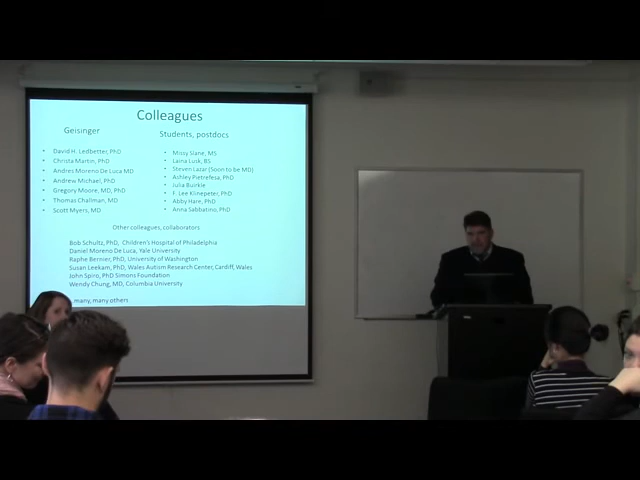 Colleagues
Geisinger
David H. Ledbetter, PhD
Christa Martin, PhD
Andres Moreno De Luca MD
Andrew Michael, PhD
Gregory Moore, MD, PhD
Thomas Challman, MD
Scott Myers, MD
Students, postdocs
Missy Slane, MS
Laina Lusk, BS
Steven Lazar (Soon to be MD)
Ashley Pietrefesa, PhD
Julia Buirkle
F. Lee Klinepeter, PhD
Abby Hare, PhD
Anna Sabbatino, PhD
Other colleagues, collaborators
Bob Schultz, PhD, Children's Hospital of Philadelphia
Daniel Moreno De Luca, Yale University
Raphe Bernier, PhD, University of Washington
Susan Leekam, PhD, Wales Autism Research Center, Cardiff, Wales
John Spiro, PhD Simons Foundation
Wendy Chung, MD, Columbia University
many, many others